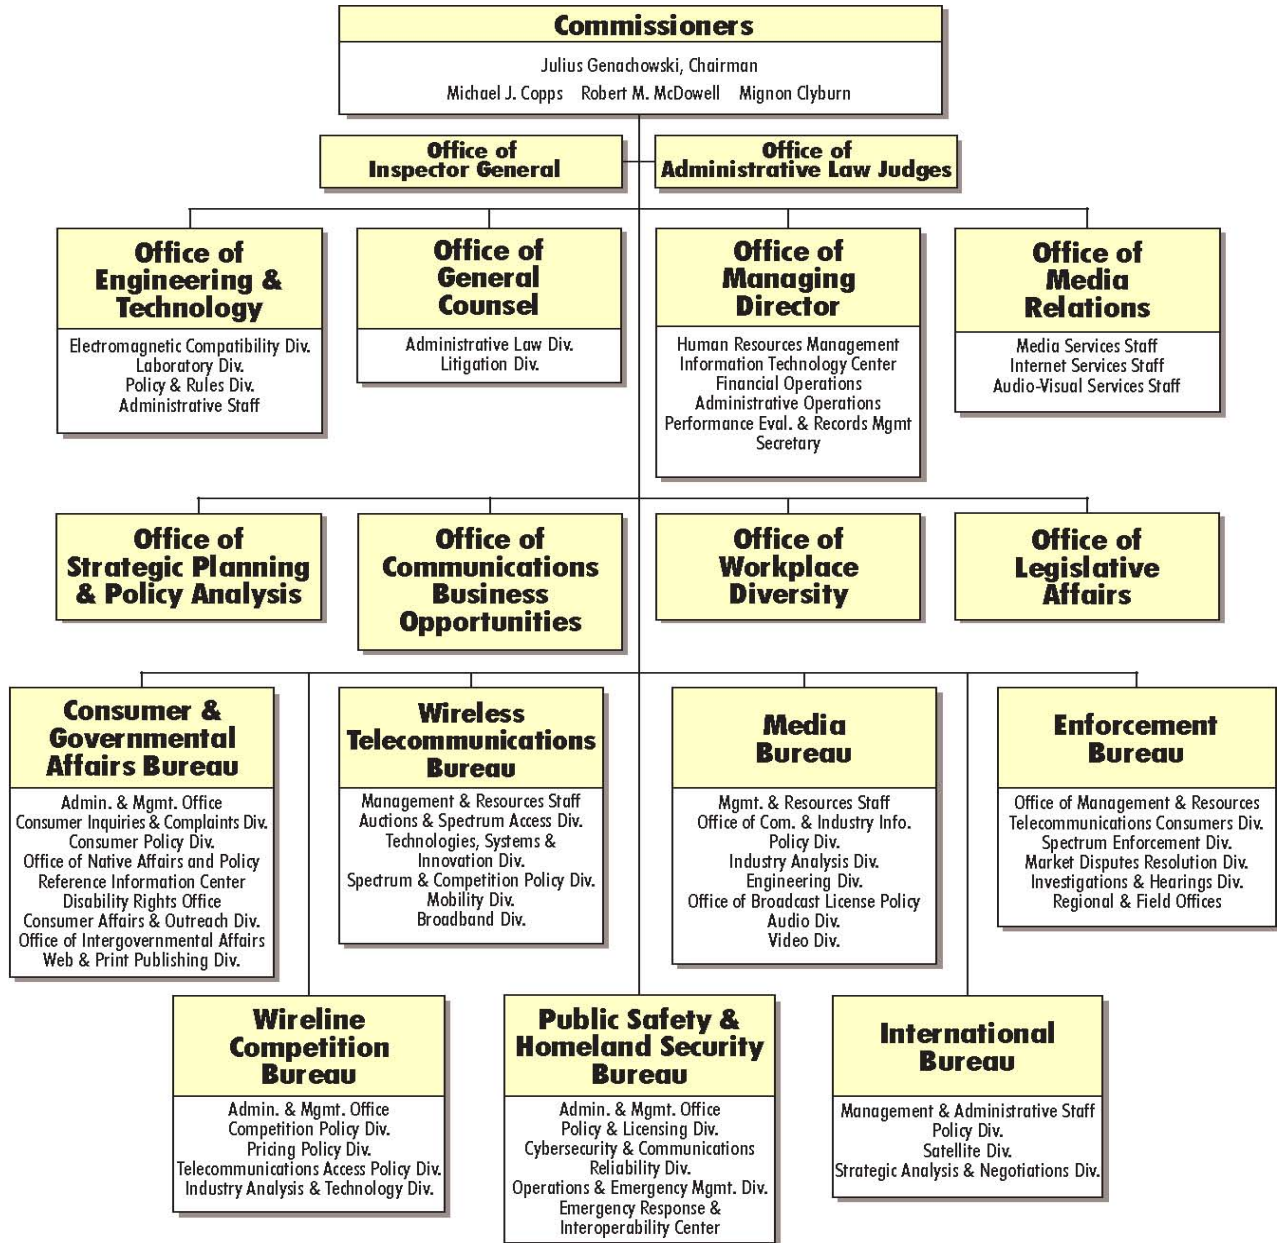 Commissioners
Julius Genachowski, Chairman
Michael J. Copps Robert M. McDowell Mignon Clyburn
Office of
Inspector General
Office of
Administrative Law Judges
Office of
Engineering &
Technology
Electromagnetic Compatibility Div.
Laboratory Div.
Policy & Rules Div.
Administrative Staff
Office of
General
Counsel
Administrative Law Div.
Litigation Div.
Office of
Managing
Director
Human Resources Management
Information Technology Center
Financial Operations
Administrative Operations
Performance Eval. & Records Mgmt
Secretary
Office of
Media
Relations
Media Services Staff
Internet Services Staff
Audio-Visual Services Staff
Office of
Strategic Planning
& Policy Analysis
Office of
Communications
Business
Opportunities
Office of
Workplace
Diversity
Office of
Legislative
Affairs
Consumer &
Governmental
Affairs Bureau
Admin. & Mgmt. Office
Consumer Inquiries & Complaints Div.
Consumer Policy Div.
Office of Native Affairs and Policy
Reference Information Center
Disability Rights Office
Consumer Affairs & Outreach Div.
Office of Intergovernmental Affairs
Web & Print Publishing Div.
Wireless
Telecommunications
Bureau
Management & Resources Staff
Auctions & Spectrum Access Div.
Technologies, Systems &
Innovation Div.
Spectrum & Competition Policy Div.
Mobility Div.
Broadband Div.
Media
Bureau
Mgmt. & Resources Staff
Office of Com. & Industry Info.
Policy Div.
Industry Analysis Div.
Engineering Div.
Office of Broadcast License Policy
Audio Div.
Video Div.
Enforcement
Bureau
Office of Management & Resources
Telecommunications Consumers Div.
Spectrum Enforcement Div.
Market Disputes Resolution Div.
Investigations & Hearings Div.
Regional & Field Offices
Wireline
Competition
Bureau
Admin. & Mgmt. Office
Competition Policy Div.
Pricing Policy Div.
Telecommunications Access Policy Div.
Industry Analysis & Technology Div.
Public Safety &
Homeland Security
Bureau
Admin. & Mgmt. Office
Policy & Licensing Div.
Cybersecurity & Communications
Reliability Div.
Operations & Emergency Mgmt. Div.
Emergency Response &
Interoperability Center
International
Bureau
Management & Administrative Staff
Policy Div.
Satellite Div.
Strategic Analysis & Negotiations Div.